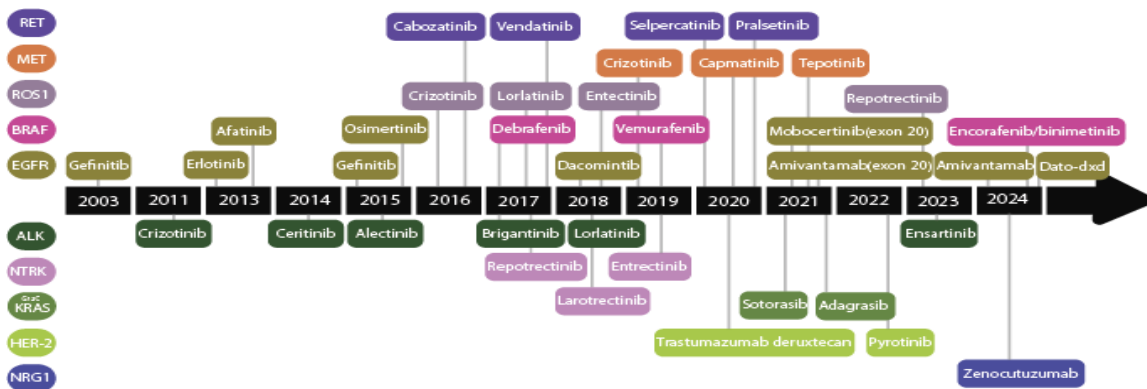 RET Cabozatinib Vendatinib Selpercatinib Pralsetinib
MET Crizotinib Capmatinib Tepotinib
ROS1 Crizotinib Lorlatinib Entectinib Repotrectinib
BRAF Afatinib Osimertinib Debrafenib Vemurafenib Mobocertinib(exon 20) Encorafenib/binimetinib
EGFR Gefinitib Erlotinib Gefinitib Dacomintib Amivantamab(exon 20) Amivantamab Dato-dxd
2003 2011 2013 2014 2015 2016 2017 2018 2019 2020 2021 2022 2023 2024
ALK Crizotinib Ceritinib Alectinib Brigantinib Lorlatinib Ensartinib
NTRK Repotrectinib Entrectinib
Larotrectinib
KRAS Sotorasib Adagrasib
HER-2 Trastumazumab deruxtecan Pyrotinib
NRG1 Zenocutuzumab